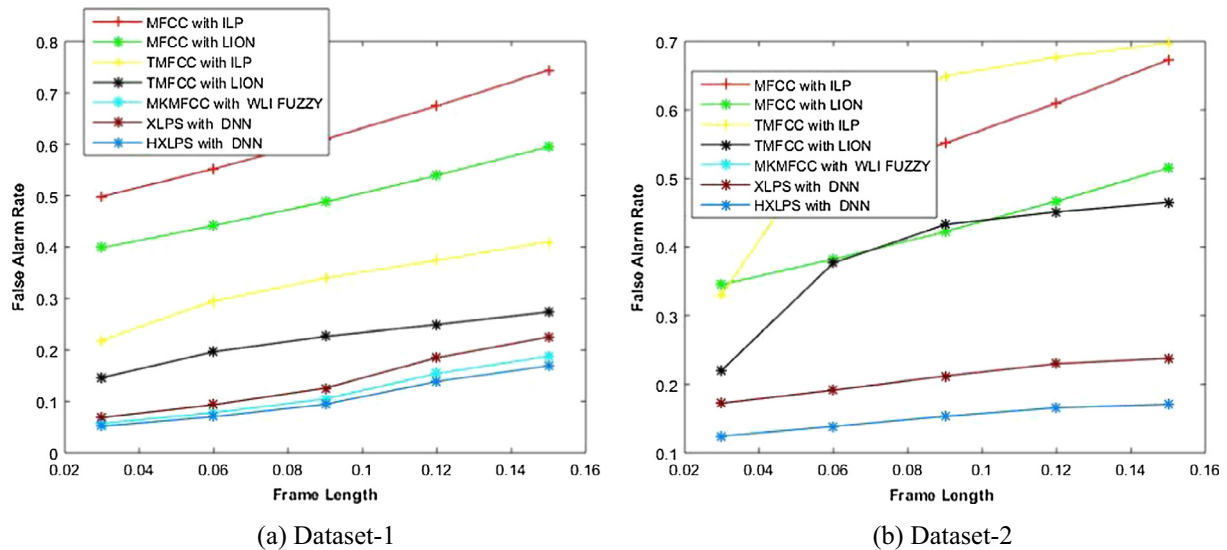 MFCC with ILP
MFCC with LION
TMFCC with ILP
TMFCC with LION
MKMFCC with WLI FUZZY
XLPS with DNN
HXLPS with DNN
0.8
0.7
0.6
0.5
0.4
0.3
0.2
0.1
0
False Alarm Rate
0.02
0.04
0.06
0.08
0.1
0.12
0.14
0.16
Frame Length
(a) Dataset-1
MFCC with ILP
MFCC with LION
TMFCC with ILP
TMFCC with LION
MKMFCC with WLI FUZZY
XLPS with DNN
HXLPS with DNN
0.7
0.6
0.5
0.4
0.3
0.2
0.1
False Alarm Rate
0.02
0.04
0.06
0.08
0.1
0.12
0.14
0.16
Frame Length
(b) Dataset-2